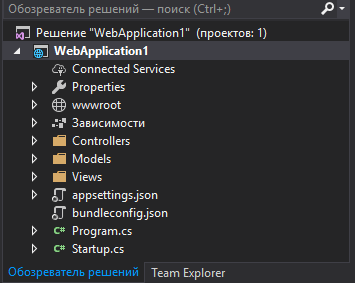 Обозреватель решений — поиск (Ctrl+;)
Решение "WebApplication1" (проектов: 1)
WebApplication1
Connected Services
Properties
wwwroot
Зависимости
Controllers
Models
Views
appsettings.json
bundleconfig.json
C# Program.cs
C# Startup.cs
Обозреватель решений Team Explorer